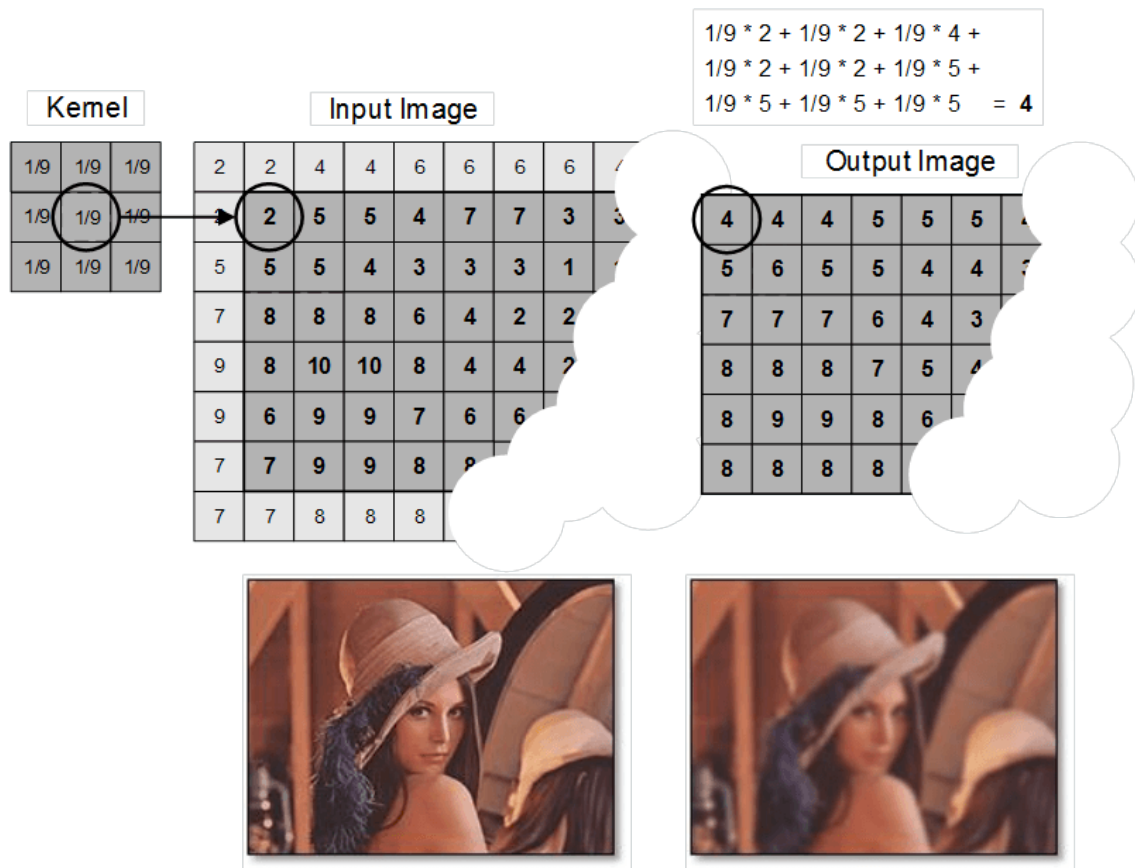 1/9 * 2 + 1/9 * 2 + 1/9 * 4 +
1/9 * 2 + 1/9 * 2 + 1/9 * 5 +
1/9 * 5 + 1/9 * 5 + 1/9 * 5 = 4
Kernel
1/9 1/9 1/9
1/9 1/9 1/9
1/9 1/9 1/9
Input Image
2 2 4 4 6 6 6 6
2 5 5 4 7 7 3
5 5 5 4 3 3 3 1
7 8 8 8 6 4 2 2
9 8 10 10 8 4 4 2
9 6 9 9 7 6 6
7 7 9 9 8 8
7 7 8 8 8
Output Image
4 4 4 5 5 5
5 6 5 5 4 4
7 7 7 6 4 3
8 8 8 7 5
8 9 9 8 6
8 8 8 8